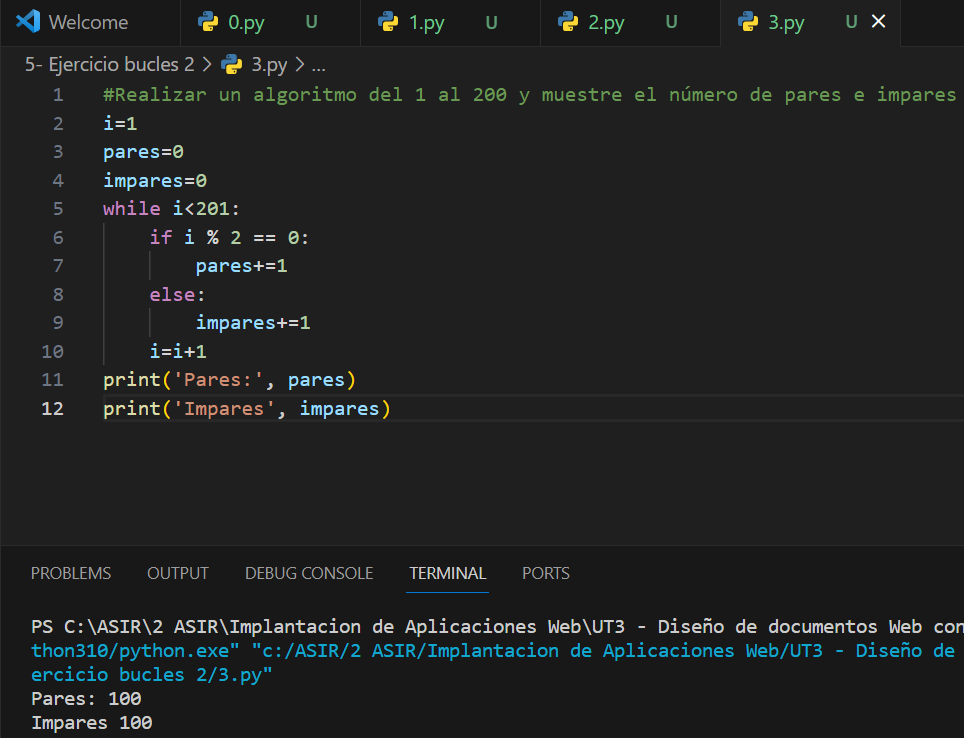 Welcome 0.py U 1.py U 2.py U 3.py U
5- Ejercicio bucles 2 > 3.py > ...
1 #Realizar un algoritmo del 1 al 200 y muestre el número de pares e impares
2 i=1
3 pares=0
4 impares=0
5 while i<201:
6 if i % 2 == 0:
7 pares+=1
8 else:
9 impares+=1
10 i=i+1
11 print('Pares:', pares)
12 print('Impares', impares)
PROBLEMS OUTPUT DEBUG CONSOLE TERMINAL PORTS
PS C:\ASIR\2 ASIR\Implantacion de Aplicaciones Web\UT3 - Diseño de documentos Web con
thon310/python.exe" "c:/ASIR/2 ASIR/Implantacion de Aplicaciones Web/UT3 - Diseño de
ercicio bucles 2/3.py"
Pares: 100
Impares 100